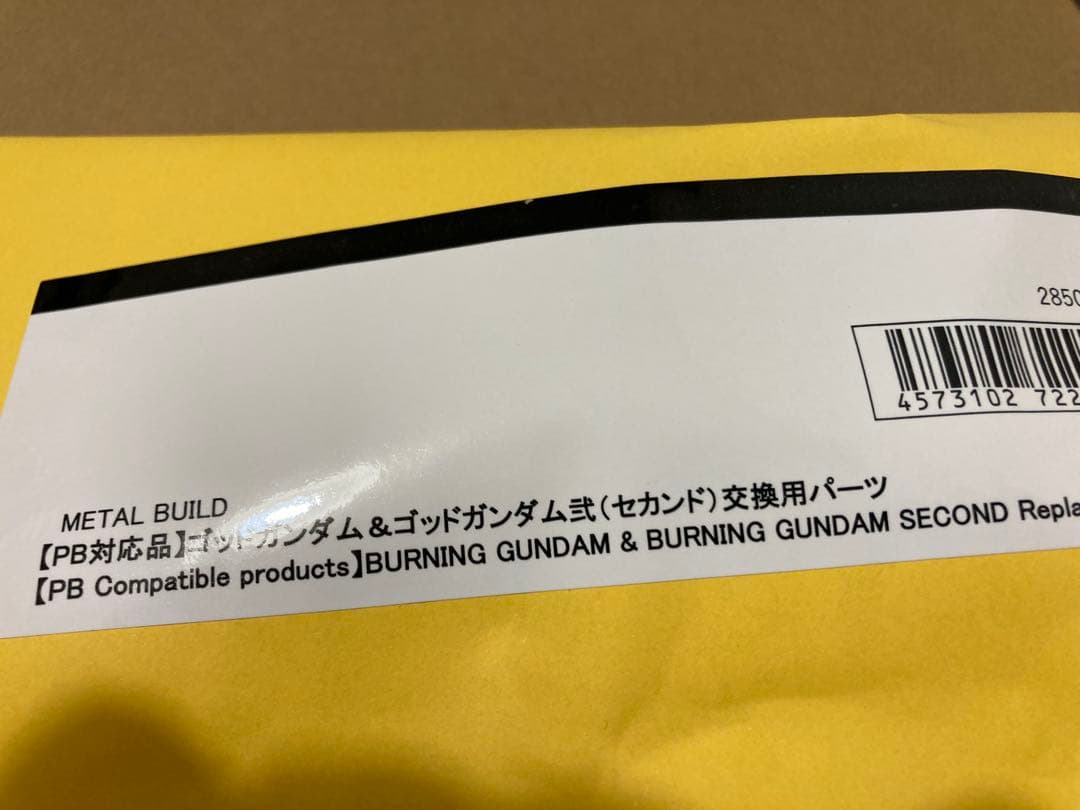 2850
4573102 722
METAL BUILD
【PB対応品】ゴッドガンダム&ゴッドガンダム弐(セカンド)交換用パーツ
【PB Compatible products】BURNING GUNDAM & BURNING GUNDAM SECOND Repla